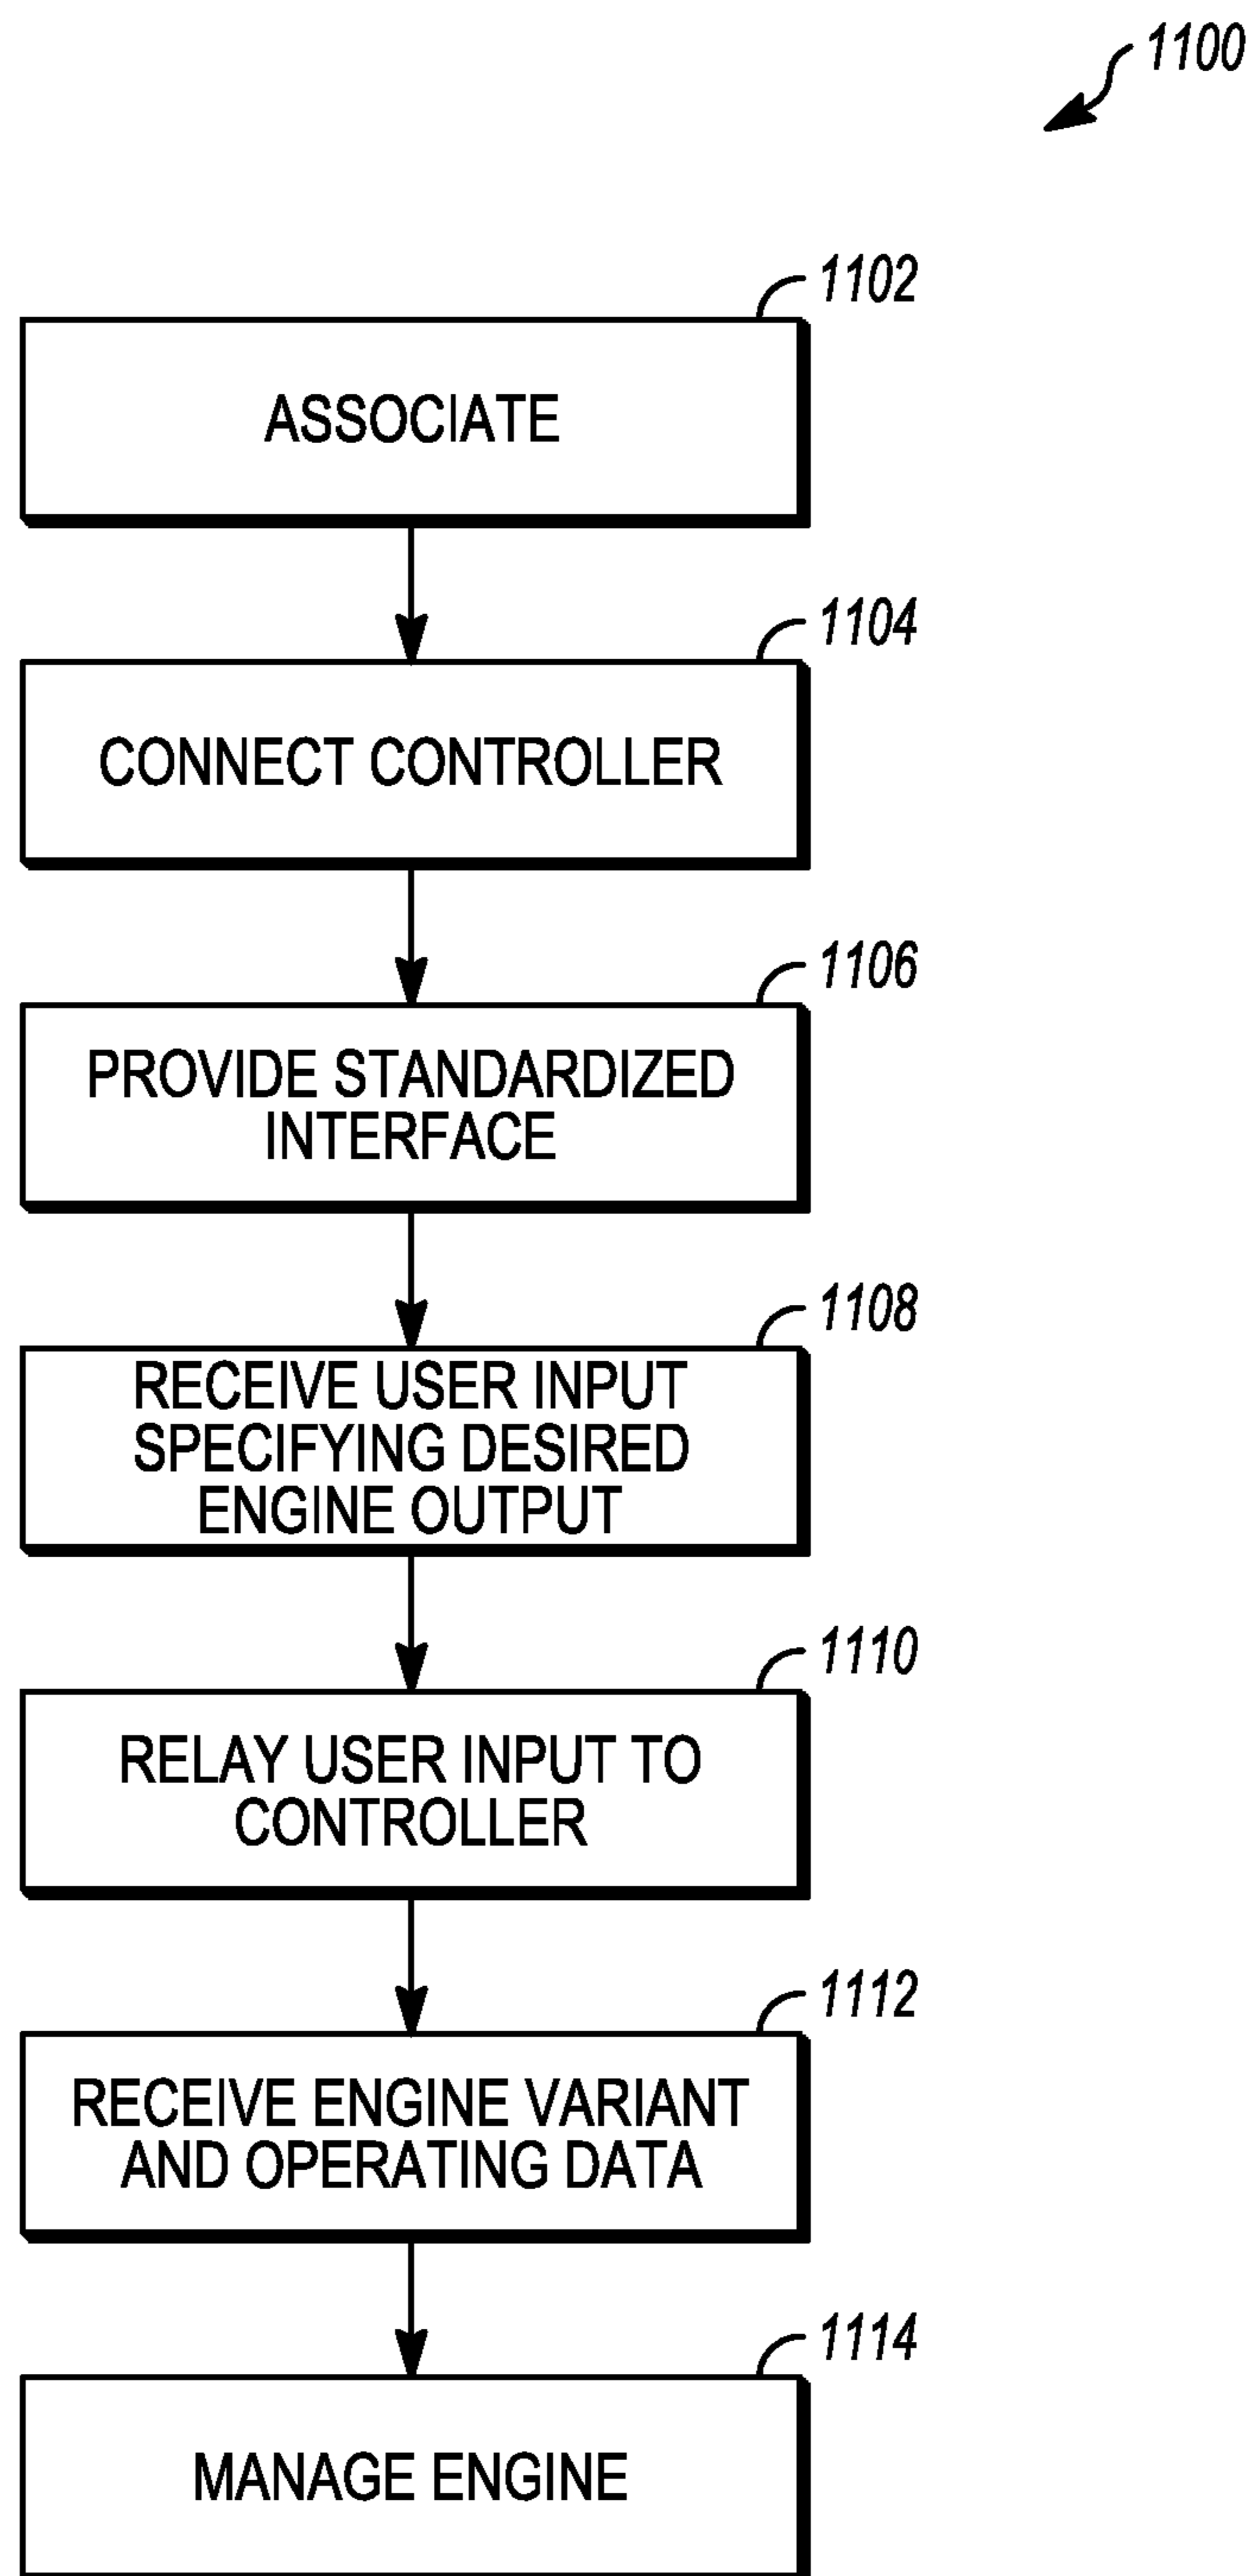 1100
1102
ASSOCIATE
1104
CONNECT CONTROLLER
1106
PROVIDE STANDARDIZED
INTERFACE
1108
RECEIVE USER INPUT
SPECIFYING DESIRED
ENGINE OUTPUT
1110
RELAY USER INPUT TO
CONTROLLER
1112
RECEIVE ENGINE VARIANT
AND OPERATING DATA
1114
MANAGE ENGINE